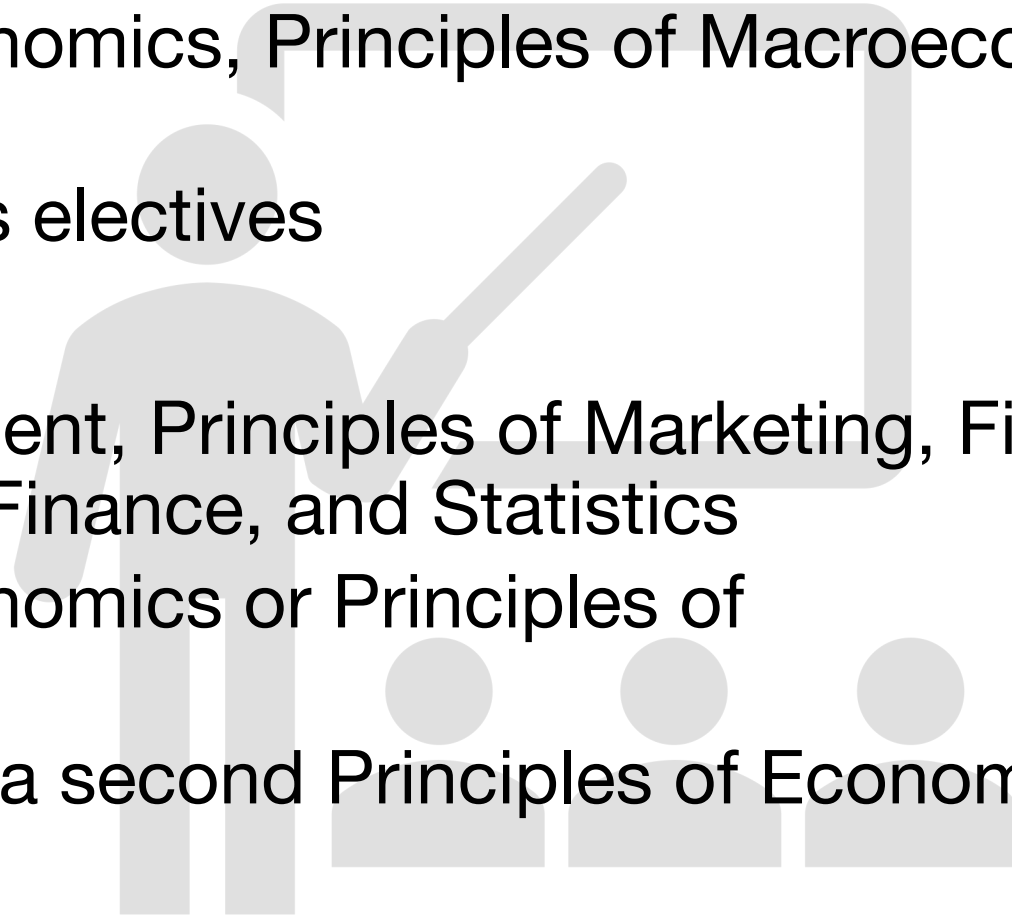 nomics, Principles of Macroeco
s electives
ent, Principles of Marketing, Fi
Finance, and Statistics
nomics or Principles of
a second Principles of Econom